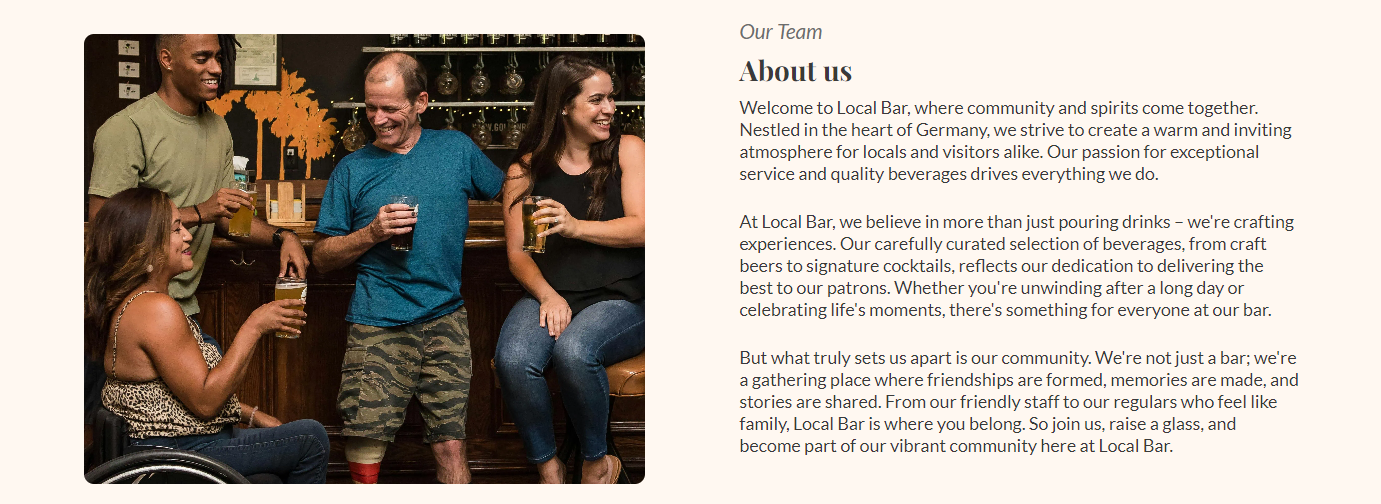 Our Team
About us
Welcome to Local Bar, where community and spirits come together.
Nestled in the heart of Germany, we strive to create a warm and inviting
atmosphere for locals and visitors alike. Our passion for exceptional
service and quality beverages drives everything we do.
At Local Bar, we believe in more than just pouring drinks – we're crafting
experiences. Our carefully curated selection of beverages, from craft
beers to signature cocktails, reflects our dedication to delivering the
best to our patrons. Whether you're unwinding after a long day or
celebrating life's moments, there's something for everyone at our bar.
But what truly sets us apart is our community. We're not just a bar; we're
a gathering place where friendships are formed, memories are made, and
stories are shared. From our friendly staff to our regulars who feel like
family, Local Bar is where you belong. So join us, raise a glass, and
become part of our vibrant community here at Local Bar.